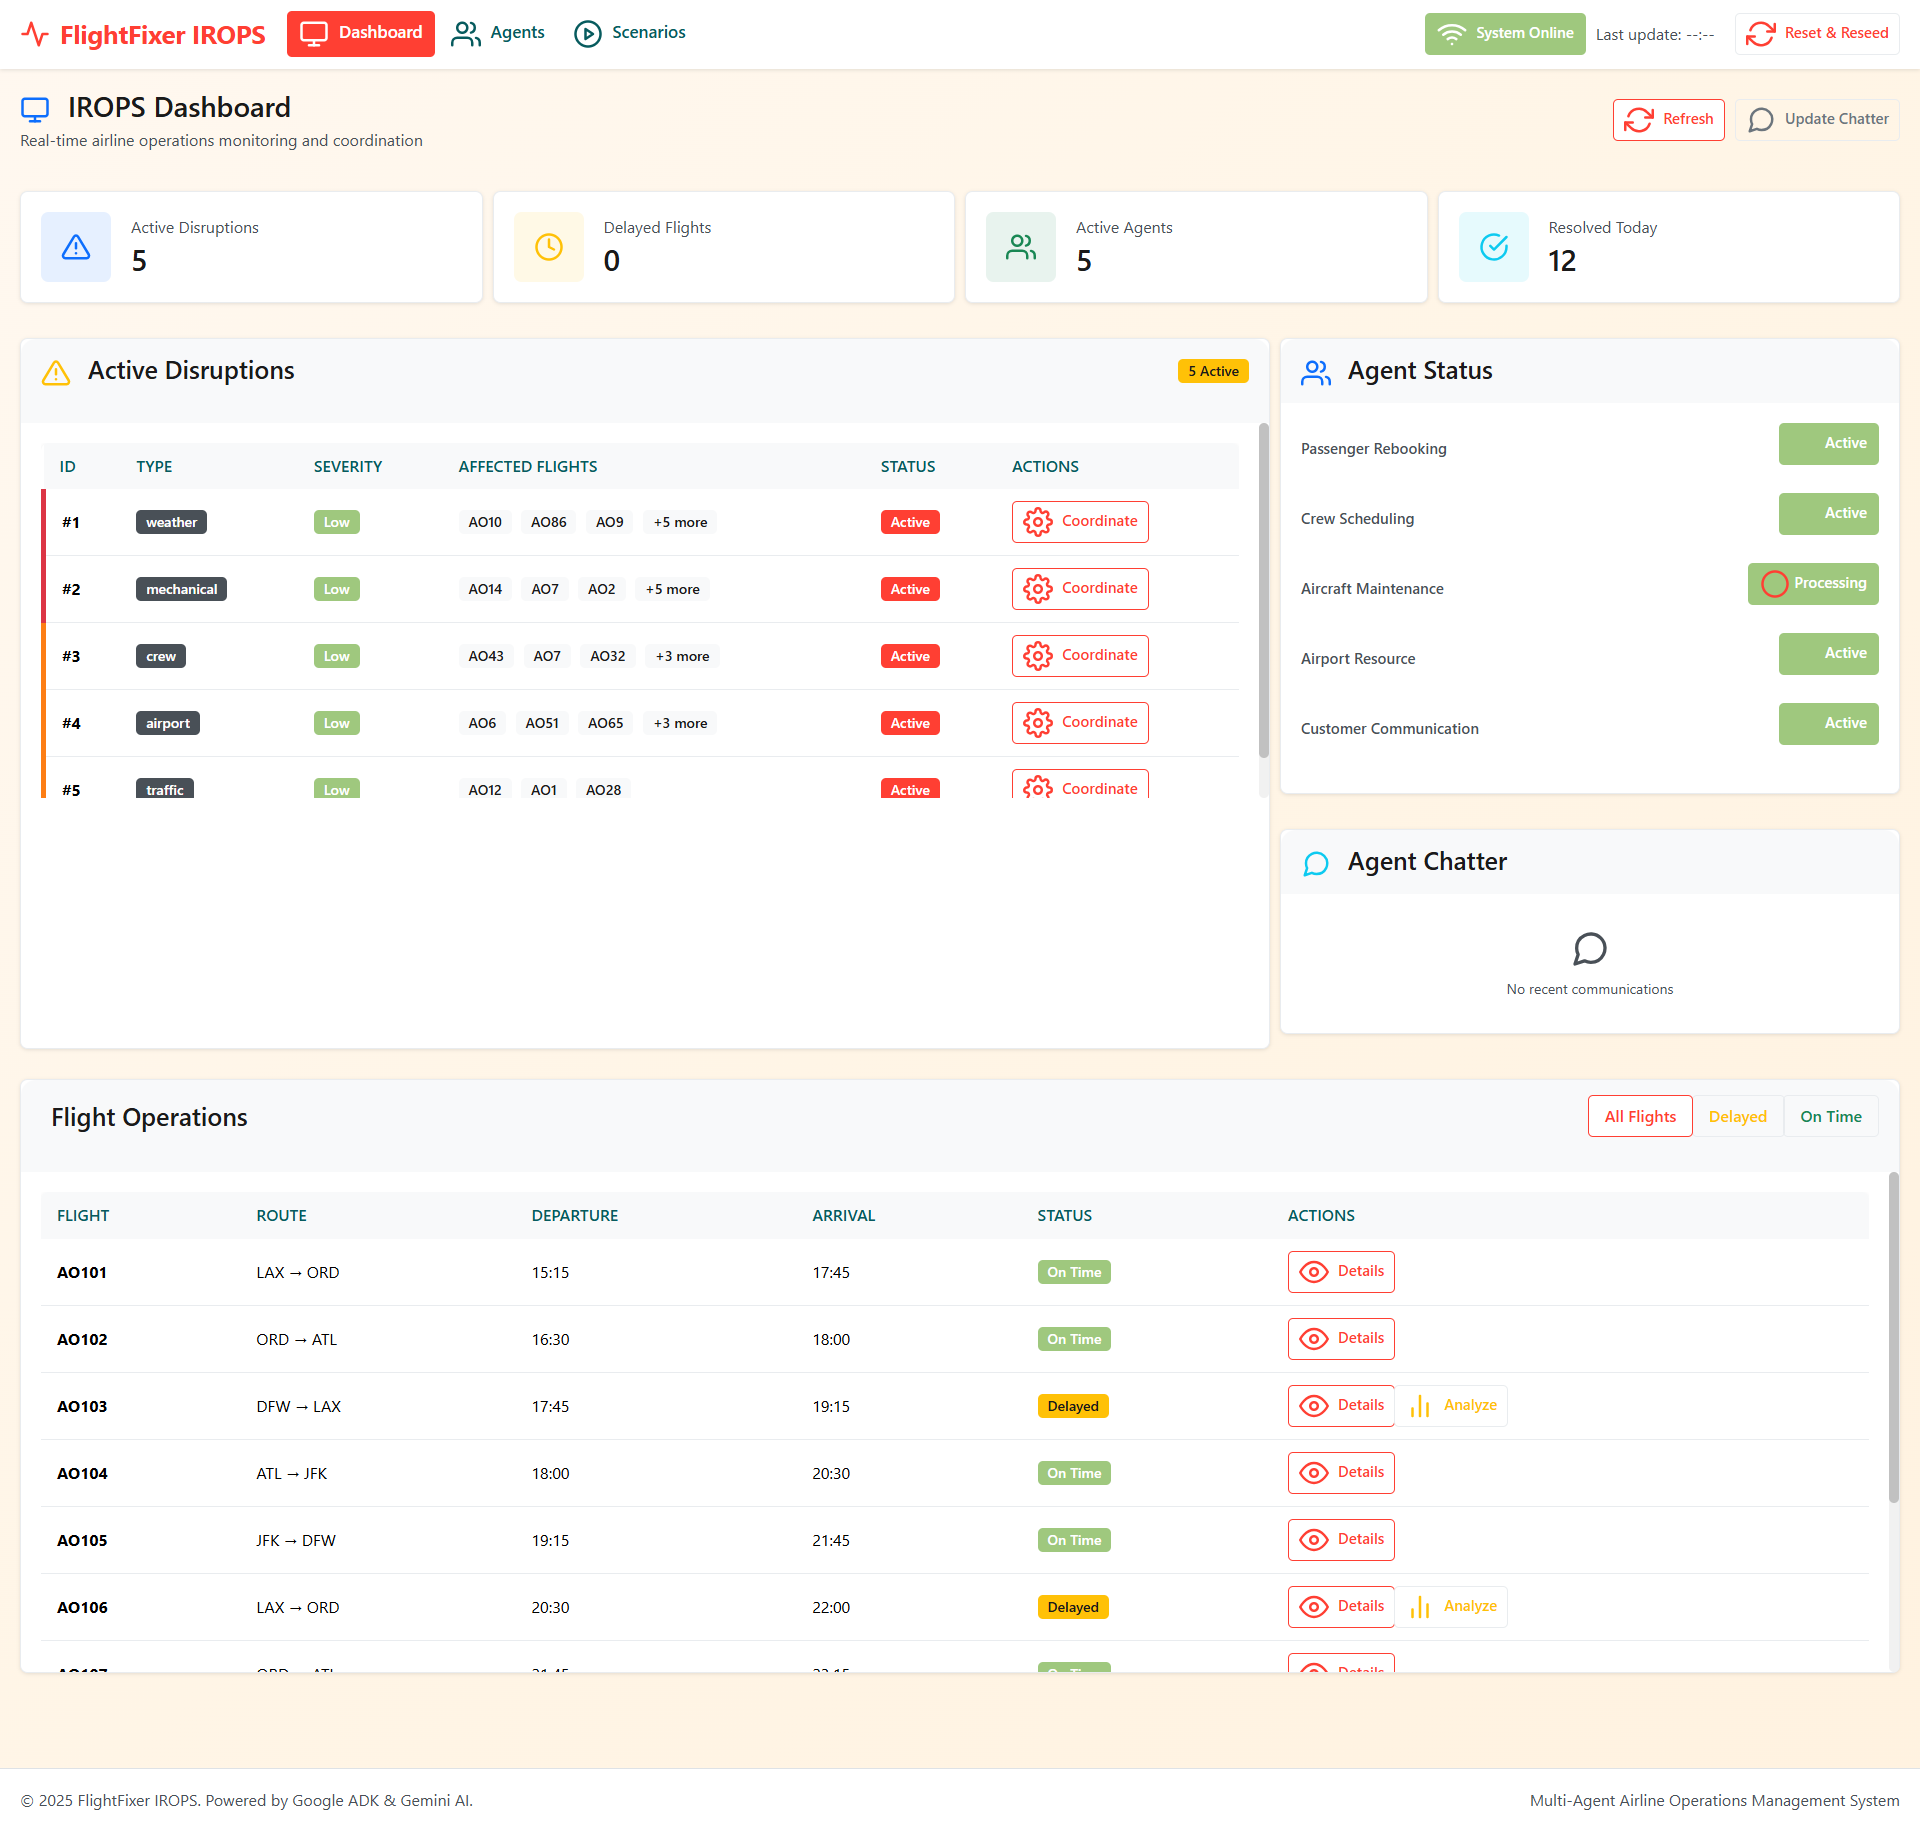 FlightFixer IROPS Dashboard Agents Scenarios System Online Last update: --:-- Reset & Reseed
IROPS Dashboard
Real-time airline operations monitoring and coordination
Refresh Update Chatter
Active Disruptions
5
Delayed Flights
0
Active Agents
5
Resolved Today
12
Active Disruptions 5 Active
ID TYPE SEVERITY AFFECTED FLIGHTS STATUS ACTIONS
#1 weather Low AO10 AO86 AO9 +5 more Active Coordinate
#2 mechanical Low AO14 AO7 AO2 +5 more Active Coordinate
#3 crew Low AO43 AO7 AO32 +3 more Active Coordinate
#4 airport Low AO6 AO51 AO65 +3 more Active Coordinate
#5 traffic Low AO12 AO1 AO28 Active Coordinate
Agent Status
Passenger Rebooking Active
Crew Scheduling Active
Aircraft Maintenance Processing
Airport Resource Active
Customer Communication Active
Agent Chatter
No recent communications
Flight Operations All Flights Delayed On Time
FLIGHT ROUTE DEPARTURE ARRIVAL STATUS ACTIONS
AO101 LAX → ORD 15:15 17:45 On Time Details
AO102 ORD → ATL 16:30 18:00 On Time Details
AO103 DFW → LAX 17:45 19:15 Delayed Details Analyze
AO104 ATL → JFK 18:00 20:30 On Time Details
AO105 JFK → DFW 19:15 21:45 On Time Details
AO106 LAX → ORD 20:30 22:00 Delayed Details Analyze
© 2025 FlightFixer IROPS. Powered by Google ADK & Gemini AI. Multi-Agent Airline Operations Management System